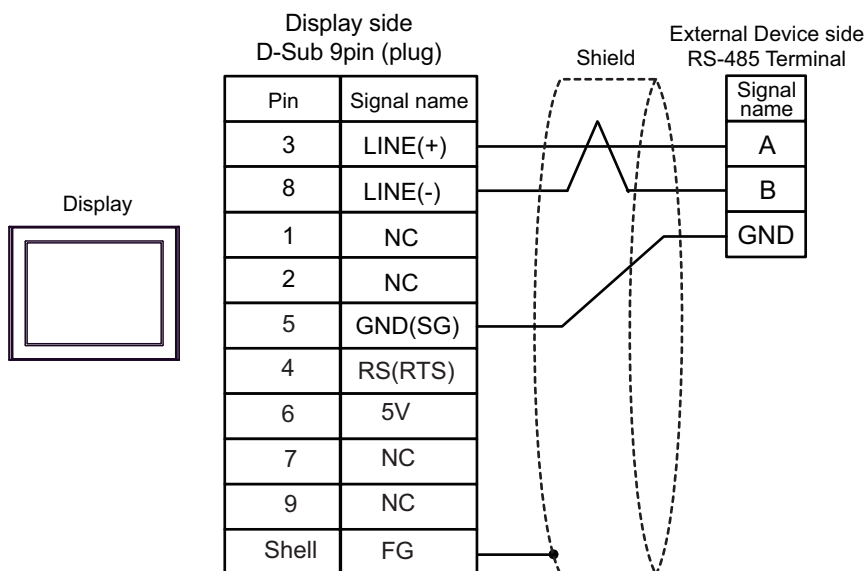 Display side
D-Sub 9pin (plug)
Shield
External Device side
RS-485 Terminal
Display
Pin Signal name
3 LINE(+)
8 LINE(-)
1 NC
2 NC
5 GND(SG)
4 RS(RTS)
6 5V
7 NC
9 NC
Shell FG
Signal
name
A
B
GND